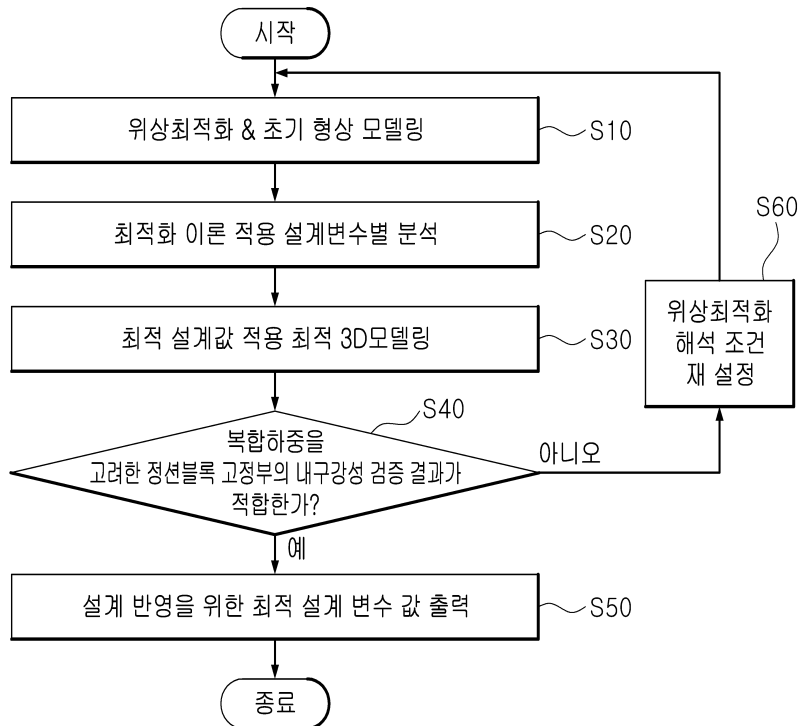 시작
위상최적화 & 초기 형상 모델링
S10
최적화 이론 적용 설계변수별 분석
S20
S60
최적 설계값 적용 최적 3D모델링
S30
위상최적화
해석 조건
재 설정
S40
복합하중을
고려한 정션블록 고정부의 내구강성 검증 결과가
적합한가?
아니오
예
설계 반영을 위한 최적 설계 변수 값 출력
S50
종료